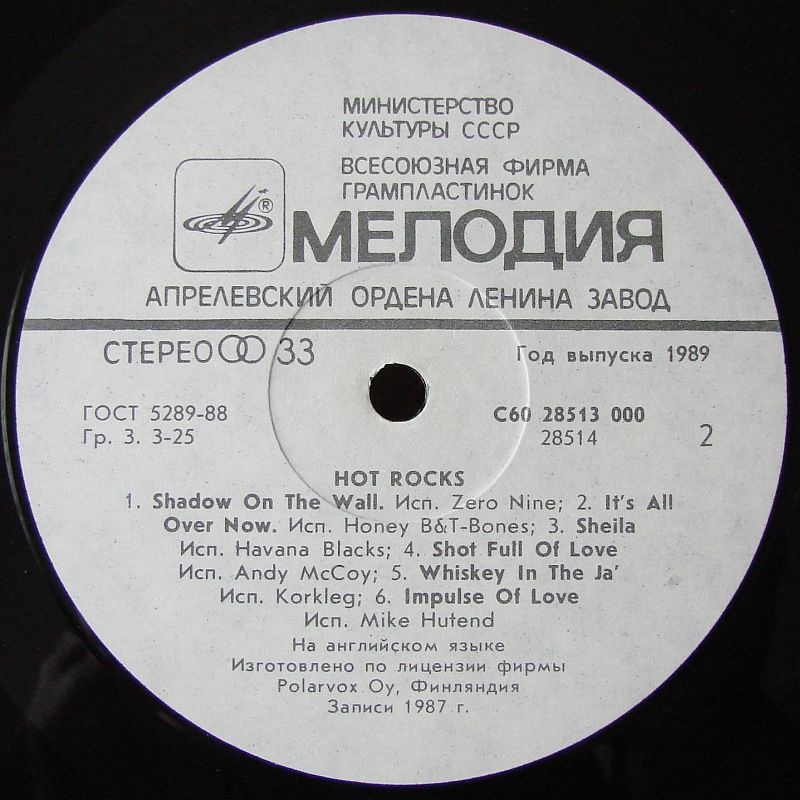 МИНИСТЕРСТВО
КУЛЬТУРЫ СССР
ВСЕСОЮЗНАЯ ФИРМА
ГРАМПЛАСТИНОК
®
МЕЛОДИЯ
АПРЕЛЕВСКИЙ ОРДЕНА ЛЕНИНА ЗАВОД
СТЕРЕО 33
Год выпуска 1989
ГОСТ 5289-88
Гр. 3. 3-25
С60 28513 000
28514
2
HOT ROCKS
1. Shadow On The Wall. Исп. Zero Nine; 2. It's All
Over Now. Исп. Honey B&T-Bones; 3. Sheila
Исп. Havana Blacks; 4. Shot Full Of Love
Исп. Andy McCoy; 5. Whiskey In The Ja'
Исп. Korkleg; 6. Impulse Of Love
Исп. Mike Hutend
На английском языке
Изготовлено по лицензии фирмы
Polarvox Oy, Финляндия
Записи 1987 г.